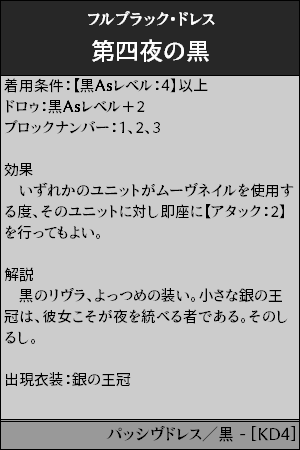 フルブラック・ドレス
第四夜の黒
着用条件：【黒Asレベル：4】以上
ドロゥ：黒Asレベル＋2
ブロックナンバー：1、2、3
効果
　いずれかのユニットがムーヴネイルを使用す
る度、そのユニットに対し即座に【アタック：2】
を行ってもよい。
解説
　黒のリヴラ、よっつめの装い。小さな銀の王
冠は、彼女こそが夜を統べる者である。そのし
るし。
出現衣装：銀の王冠
パッシヴドレス／黒 - [KD4]